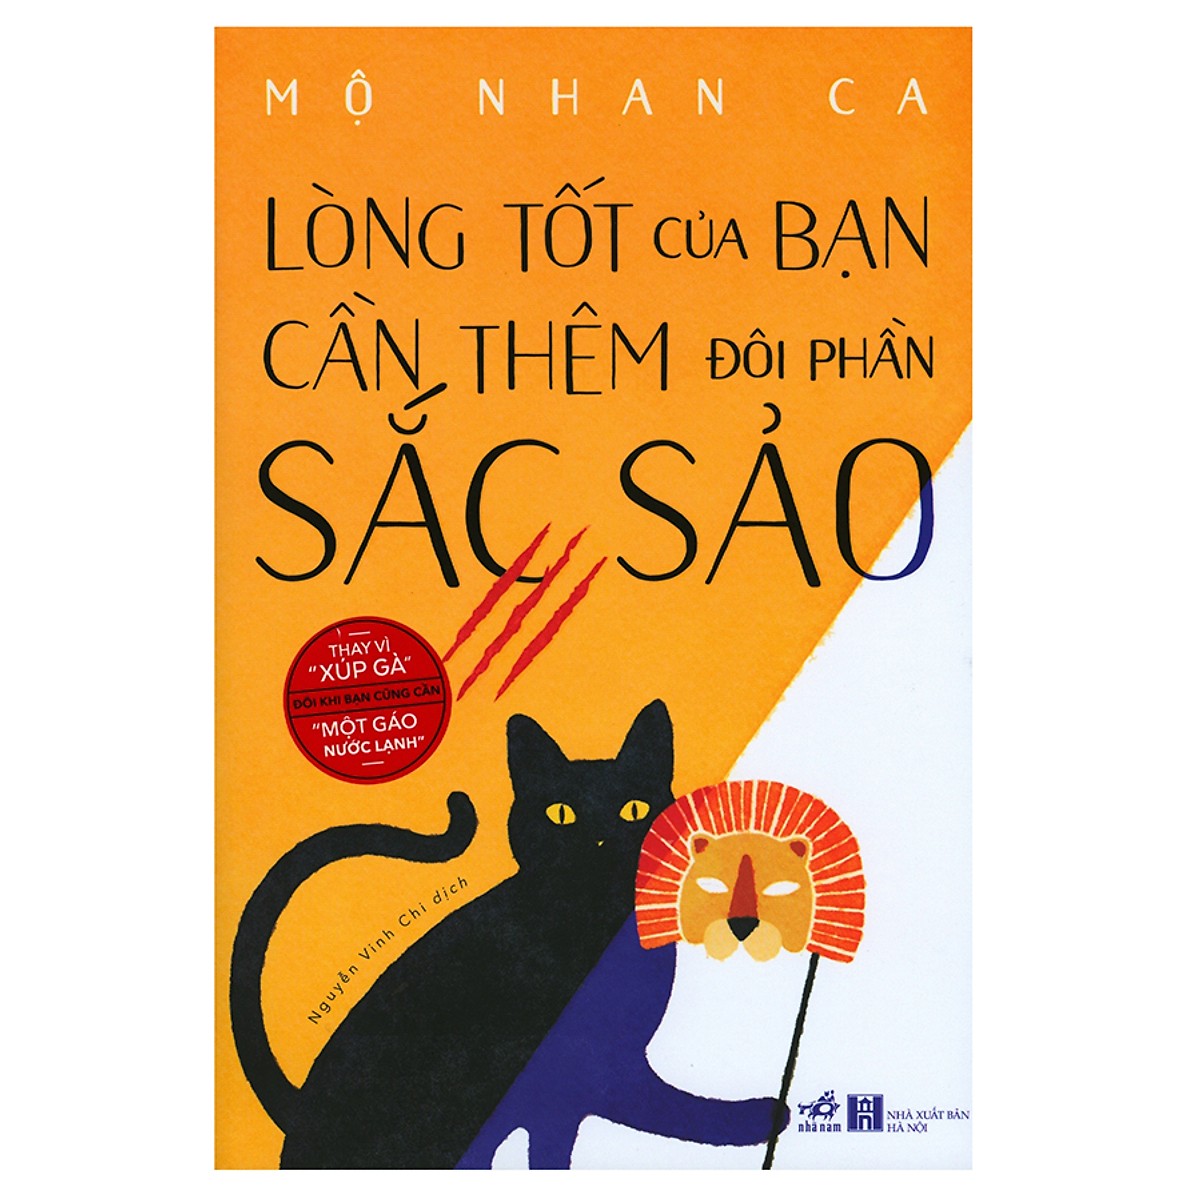 MỘ NHAN CA
LÒNG TỐT CỦA BẠN
CẦN THÊM ĐÔI PHẦN
SẮC SẢO
THAY VÌ
"XÚP GÀ"
ĐÔI KHI BẠN CŨNG CẦN
"MỘT GÁO
NƯỚC LẠNH"
Nguyễn Vinh Chi dịch
nhã nam
NHÀ XUẤT BẢN
HÀ NỘI